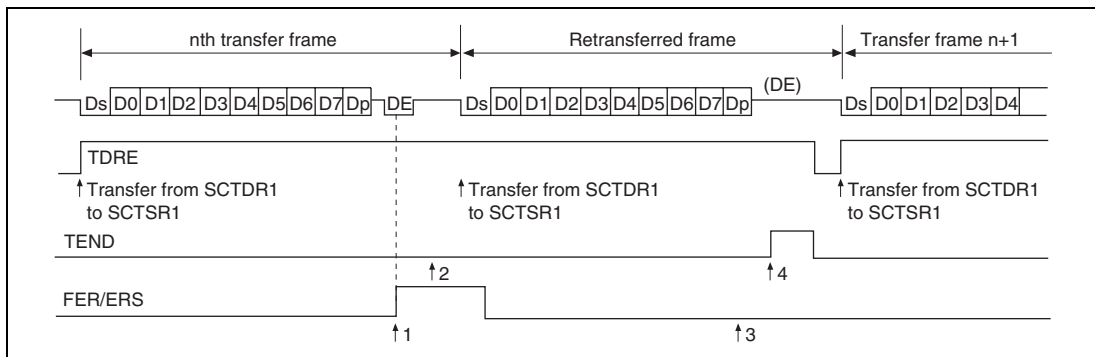 nth transfer frame
Retransferred frame
Transfer frame n+1
Ds D0 D1 D2 D3 D4 D5 D6 D7 Dp DE
Ds D0 D1 D2 D3 D4 D5 D6 D7 Dp
(DE)
Ds D0 D1 D2 D3 D4
TDRE
Transfer from SCTDR1
to SCTSR1
Transfer from SCTDR1
to SCTSR1
Transfer from SCTDR1
to SCTSR1
TEND
2
4
FER/ERS
1
3